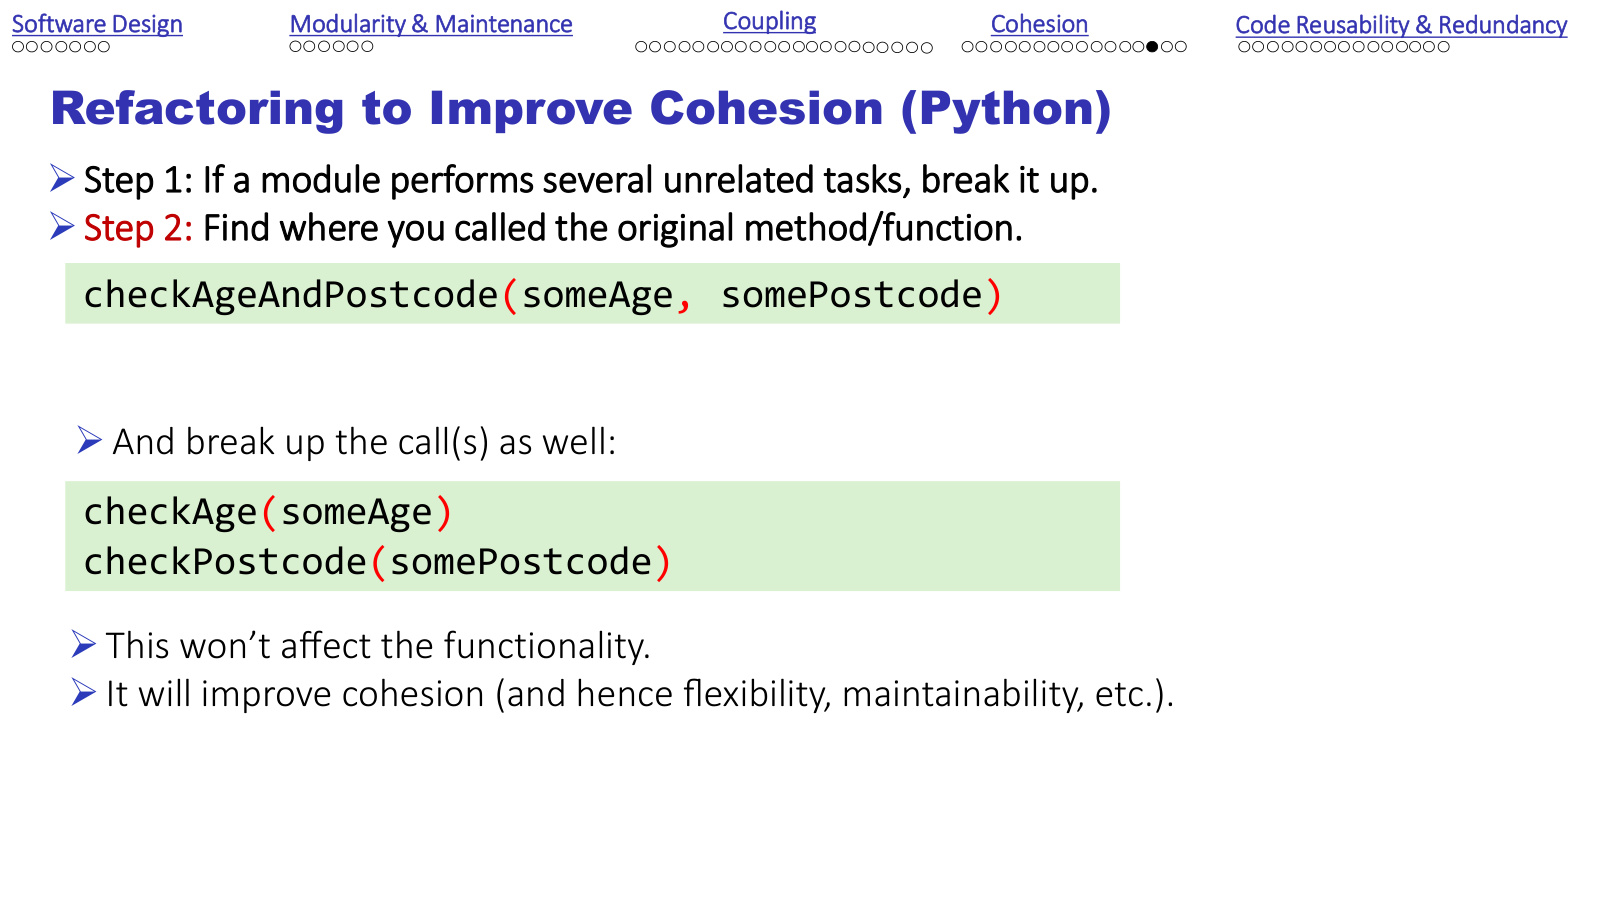 Software Design
Modularity & Maintenance
Coupling
Cohesion
Code Reusability & Redundancy
Refactoring to Improve Cohesion (Python)
Step 1: If a module performs several unrelated tasks, break it up.
Step 2: Find where you called the original method/function.
checkAgeAndPostcode(someAge, somePostcode)
And break up the call(s) as well:
checkAge(someAge)
checkPostcode(somePostcode)
This won’t affect the functionality.
It will improve cohesion (and hence flexibility, maintainability, etc.).